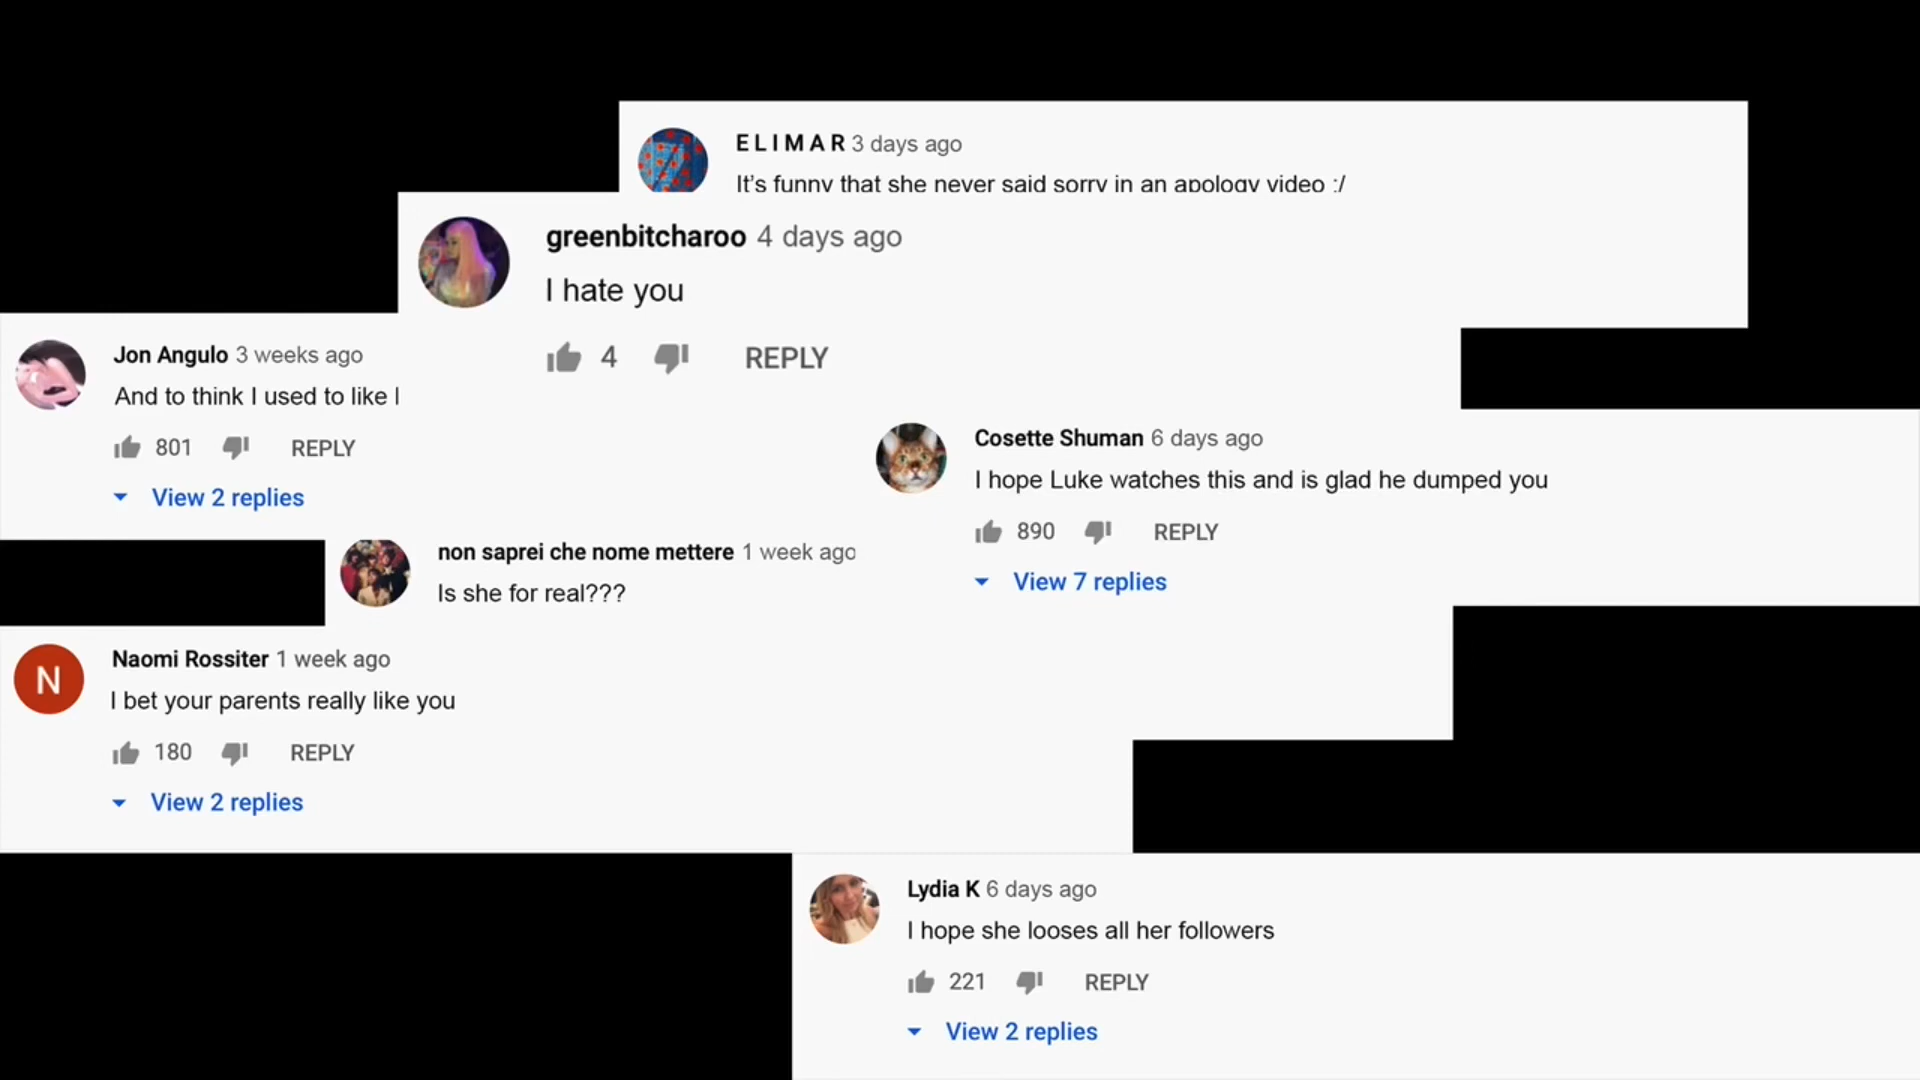 E L I M A R 3 days ago
It's funny that she never said sorry in an apology video :/
greenbitcharoo 4 days ago
I hate you
4 REPLY
Jon Angulo 3 weeks ago
And to think I used to like
801 REPLY
View 2 replies
Cosette Shuman 6 days ago
I hope Luke watches this and is glad he dumped you
890 REPLY
View 7 replies
non saprei che nome mettere 1 week ago
Is she for real???
N
Naomi Rossiter 1 week ago
I bet your parents really like you
180 REPLY
View 2 replies
Lydia K 6 days ago
I hope she looses all her followers
221 REPLY
View 2 replies